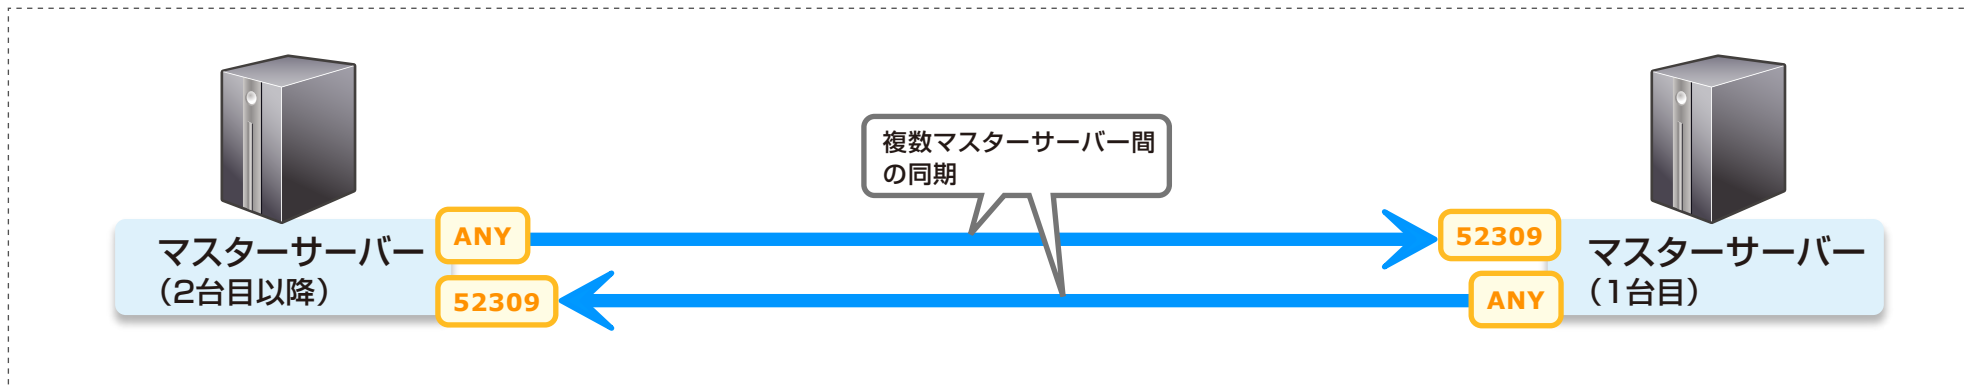 複数マスターサーバー間
の同期
ANY
52309
マスターサーバー
(2台目以降)
52309
ANY
マスターサーバー
(1台目)